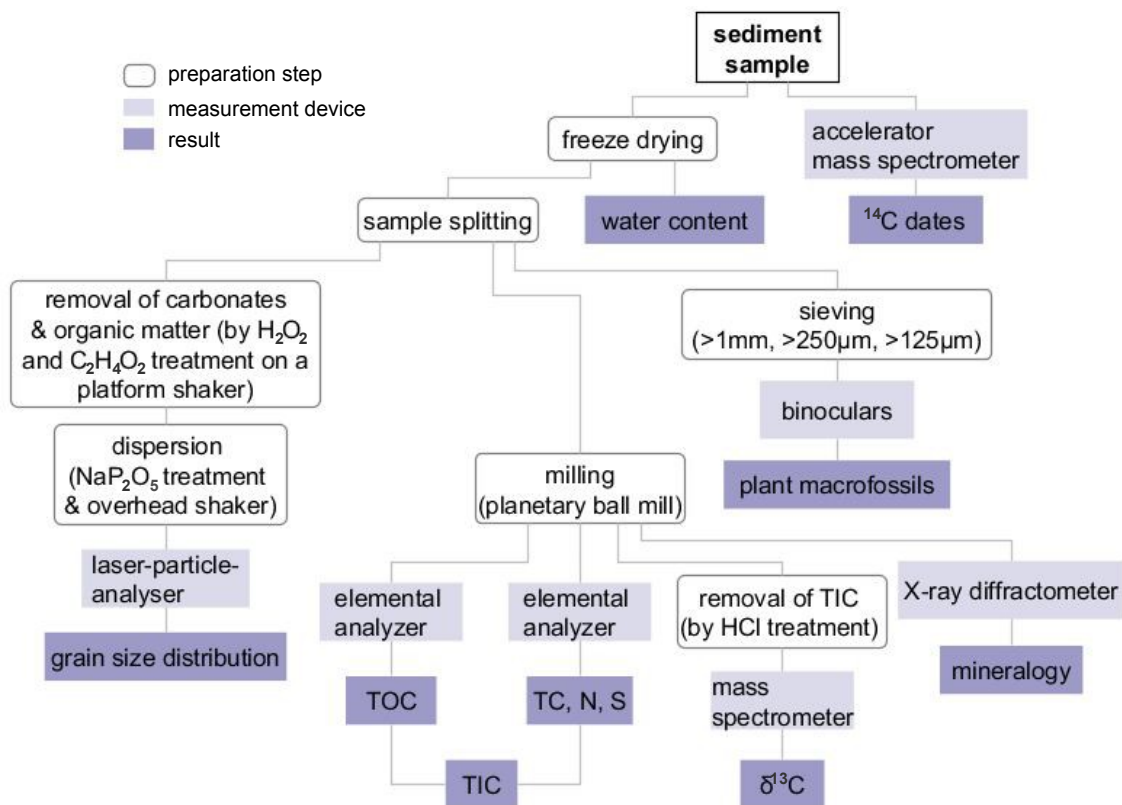 sediment
sample
preparation step
measurement device
result
freeze drying
accelerator
mass spectrometer
sample splitting
water content
¹⁴C dates
removal of carbonates
& organic matter (by H₂O₂
and C₂H₄O₂ treatment on a
platform shaker)
sieving
(>1mm, >250µm, >125µm)
binoculars
dispersion
(NaP₂O₅ treatment
& overhead shaker)
milling
(planetary ball mill)
plant macrofossils
laser-particle-
analyser
elemental
analyzer
elemental
analyzer
removal of TIC
(by HCl treatment)
X-ray diffractometer
grain size distribution
mineralogy
TOC
TC, N, S
mass
spectrometer
TIC
δ¹³C